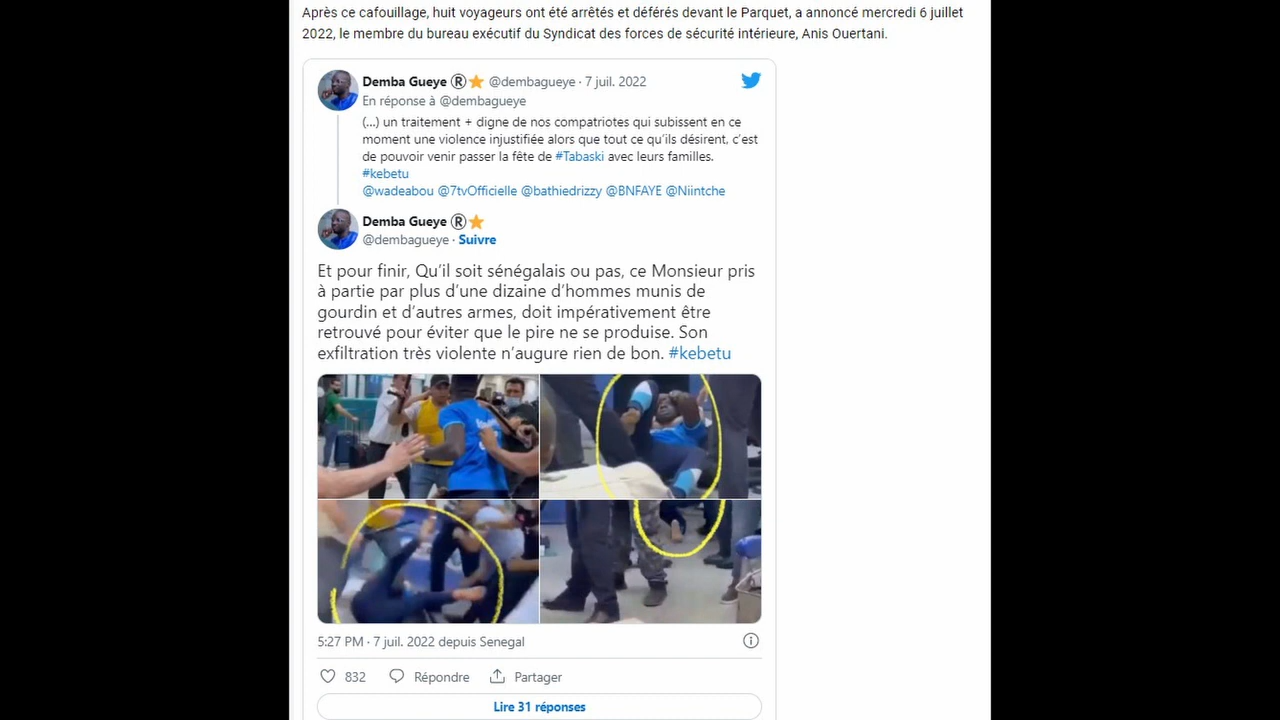 Après ce cafouillage, huit voyageurs ont été arrêtés et déférés devant le Parquet, a annoncé mercredi 6 juillet
2022, le membre du bureau exécutif du Syndicat des forces de sécurité intérieure, Anis Ouertani.
Demba Gueye ®⭐ @dembagueye · 7 juil. 2022
En réponse à @dembagueye
(...) un traitement + digne de nos compatriotes qui subissent en ce
moment une violence injustifiée alors que tout ce qu'ils désirent, c'est
de pouvoir venir passer la fête de #Tabaski avec leurs familles.
#kebetu
@wadeabou @7tvOfficielle @bathiedrizzy @BNFAYE @Niintche
Demba Gueye ®⭐
@dembagueye · Suivre
Et pour finir, Qu'il soit sénégalais ou pas, ce Monsieur pris
à partie par plus d'une dizaine d'hommes munis de
gourdin et d'autres armes, doit impérativement être
retrouvé pour éviter que le pire ne se produise. Son
exfiltration très violente n'augure rien de bon. #kebetu
5:27 PM · 7 juil. 2022 depuis Senegal
832 Répondre Partager
Lire 31 réponses